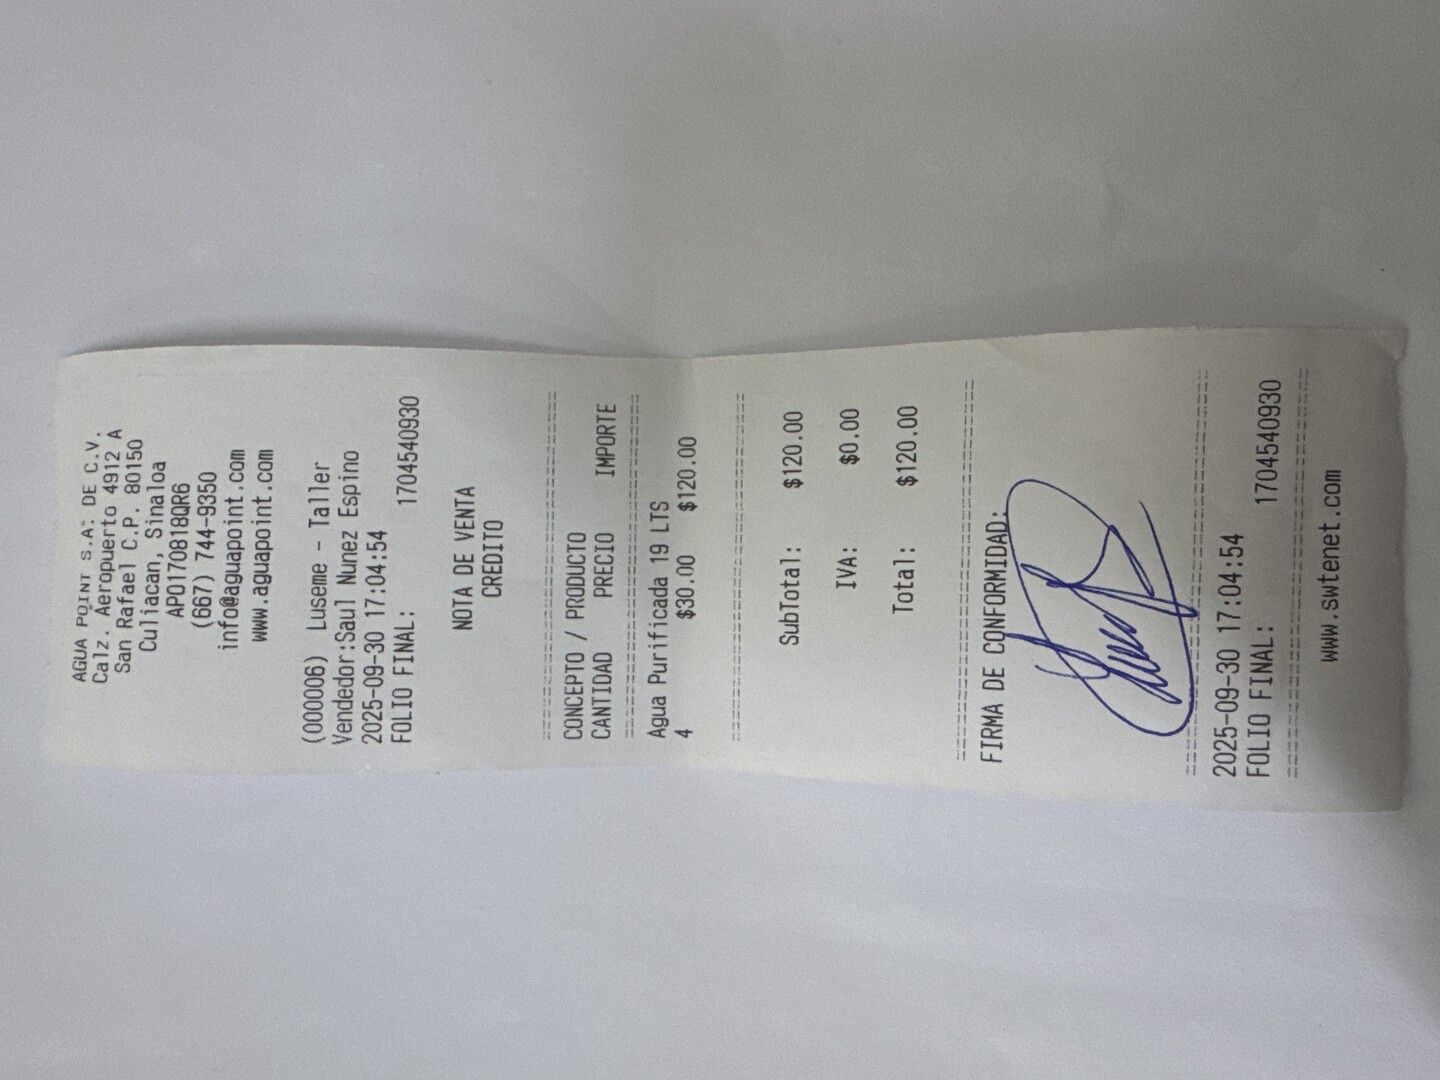 AGUA POINT S.A. DE C.V.
Calz. Aeropuerto 4912 A
San Rafael C.P. 80150
Culiacan, Sinaloa
APO170818QR6
(667) 744-9350
info@aguapoint.com
www.aguapoint.com
(000006) Luseme - Taller
Vendedor:Saul Nunez Espino
2025-09-30 17:04:54
FOLIO FINAL: 1704540930
NOTA DE VENTA
CREDITO
CONCEPTO / PRODUCTO
CANTIDAD PRECIO IMPORTE
Agua Purificada 19 LTS
4 $30.00 $120.00
SubTotal: $120.00
IVA: $0.00
Total: $120.00
FIRMA DE CONFORMIDAD:
2025-09-30 17:04:54
FOLIO FINAL: 1704540930
www.swtenet.com